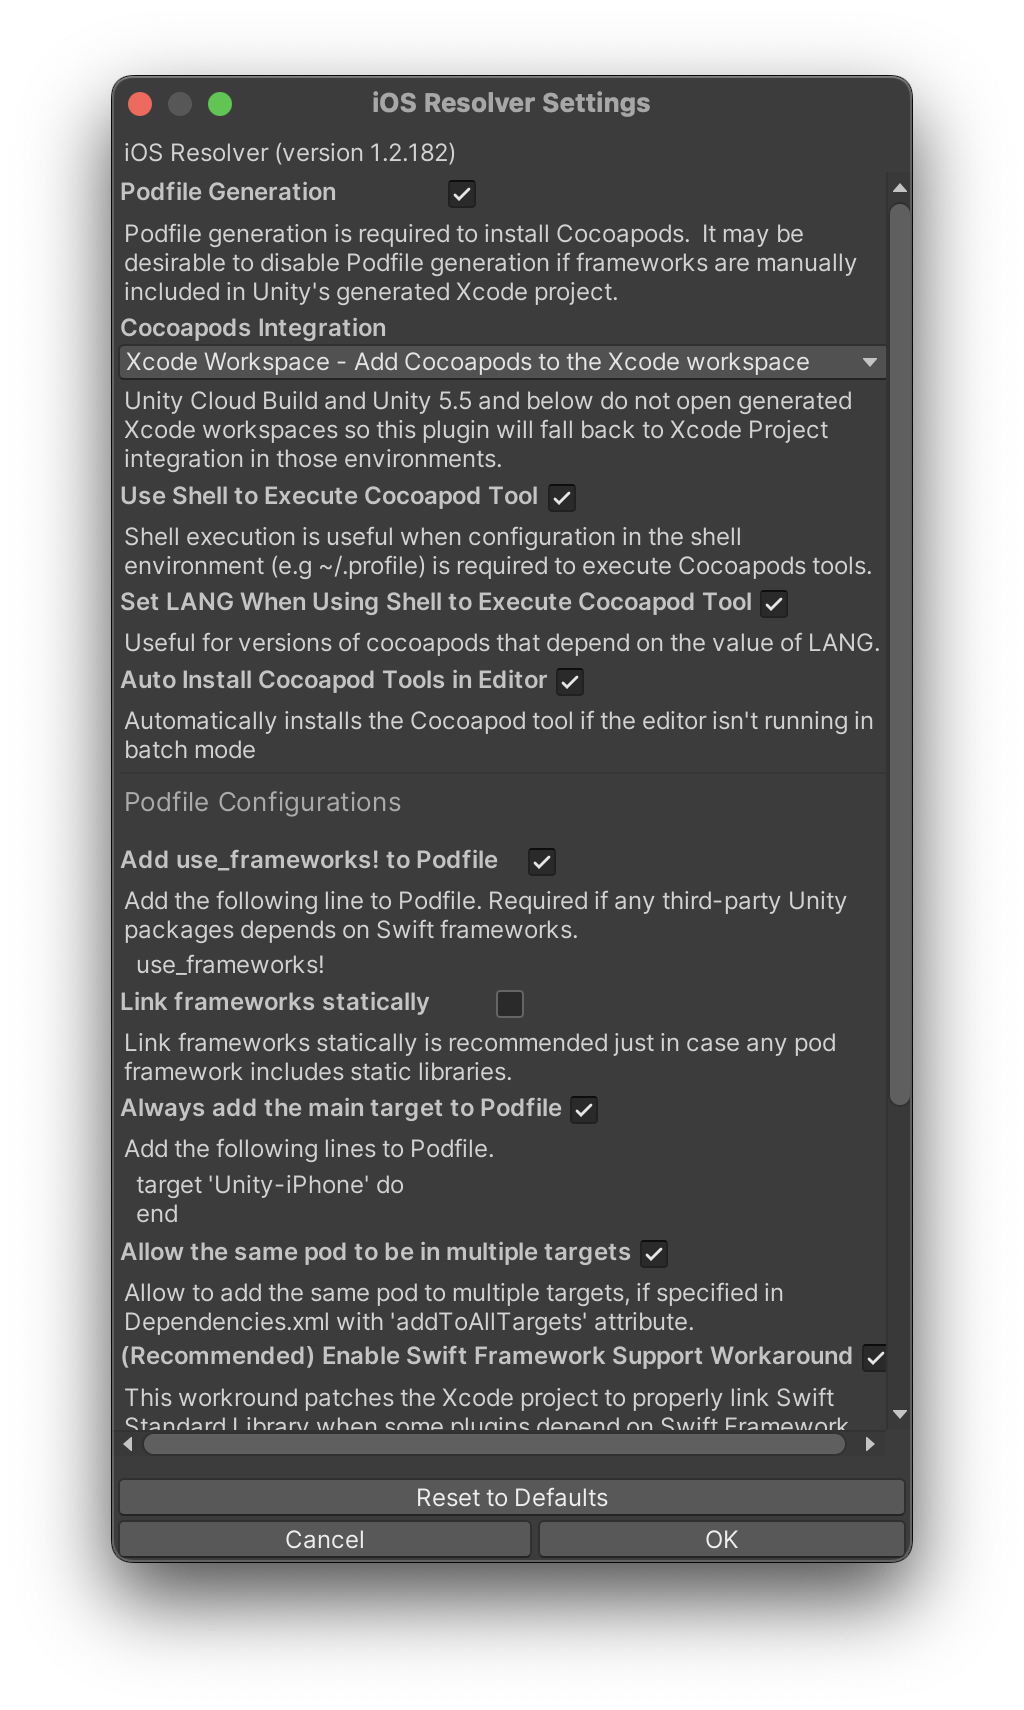 iOS Resolver Settings
iOS Resolver (version 1.2.182)
Podfile Generation
Podfile generation is required to install Cocoapods.  It may be
desirable to disable Podfile generation if frameworks are manually
included in Unity's generated Xcode project.
Cocoapods Integration
Xcode Workspace - Add Cocoapods to the Xcode workspace
Unity Cloud Build and Unity 5.5 and below do not open generated
Xcode workspaces so this plugin will fall back to Xcode Project
integration in those environments.
Use Shell to Execute Cocoapod Tool
Shell execution is useful when configuration in the shell
environment (e.g ~/.profile) is required to execute Cocoapods tools.
Set LANG When Using Shell to Execute Cocoapod Tool
Useful for versions of cocoapods that depend on the value of LANG.
Auto Install Cocoapod Tools in Editor
Automatically installs the Cocoapod tool if the editor isn't running in
batch mode
Podfile Configurations
Add use_frameworks! to Podfile
Add the following line to Podfile. Required if any third-party Unity
packages depends on Swift frameworks.
use_frameworks!
Link frameworks statically
Link frameworks statically is recommended just in case any pod
framework includes static libraries.
Always add the main target to Podfile
Add the following lines to Podfile.
target 'Unity-iPhone' do
end
Allow the same pod to be in multiple targets
Allow to add the same pod to multiple targets, if specified in
Dependencies.xml with 'addToAllTargets' attribute.
(Recommended) Enable Swift Framework Support Workaround
This workround patches the Xcode project to properly link Swift
Standard Library when some plugins depend on Swift Framework
Reset to Defaults
Cancel
OK